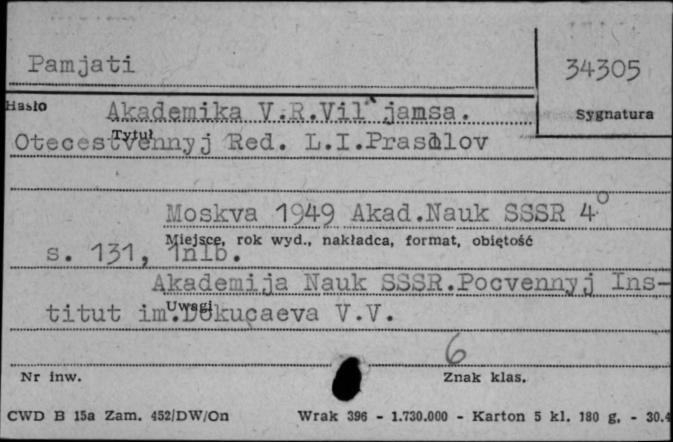 Pamjati
34305
Hasło
Akademika V.R.Vil'jamsa.
Sygnatura
Tytuł
Otecestvennyj Red. L.I.Prasolov
Moskva 1949 Akad.Nauk SSSR 4°
Miejsce, rok wyd., nakładca, format, obiętość
s. 131, 1nlb.
Akademija Nauk SSSR.Pocvennyj Ins-
Uwagi
titut im.Dokucaeva V.V.
6
Nr inw.
Znak klas.
CWD B 15a Zam. 452/DW/On
Wrak 396 - 1.730.000 - Karton 5 kl. 180 g. - 30.4